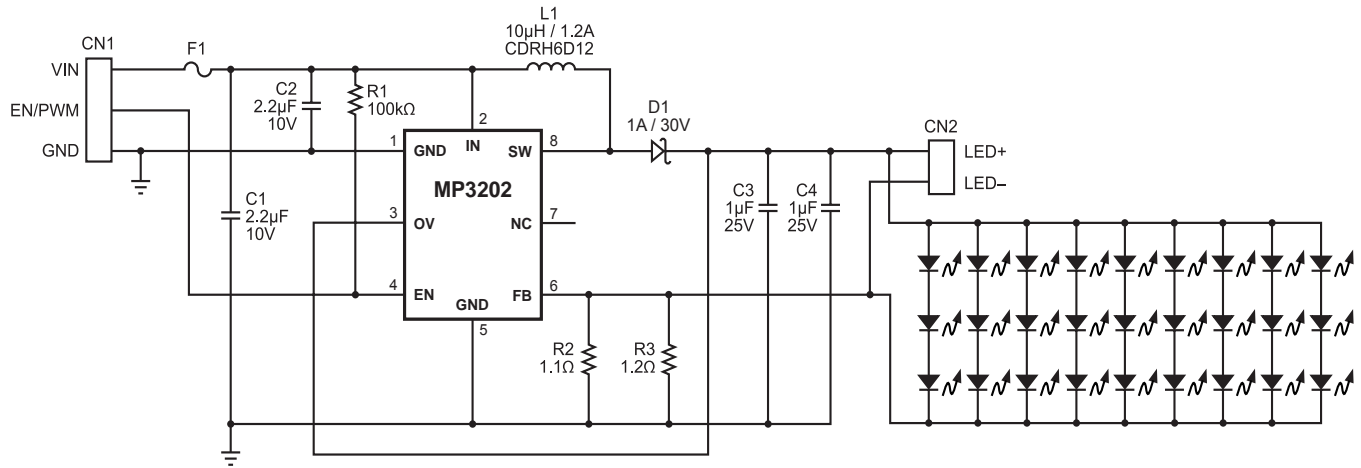 L1
10µH / 1.2A
CDRH6D12
CN1
F1
VIN
EN/PWM
GND
C2
2.2µF
10V
R1
100kΩ
D1
1A / 30V
CN2
LED+
LED–
1
2
8
GND
IN
SW
MP3202
C1
2.2µF
10V
3
OV
NC
7
C3
1µF
25V
C4
1µF
25V
4
EN
GND
FB
6
5
R2
1.1Ω
R3
1.2Ω